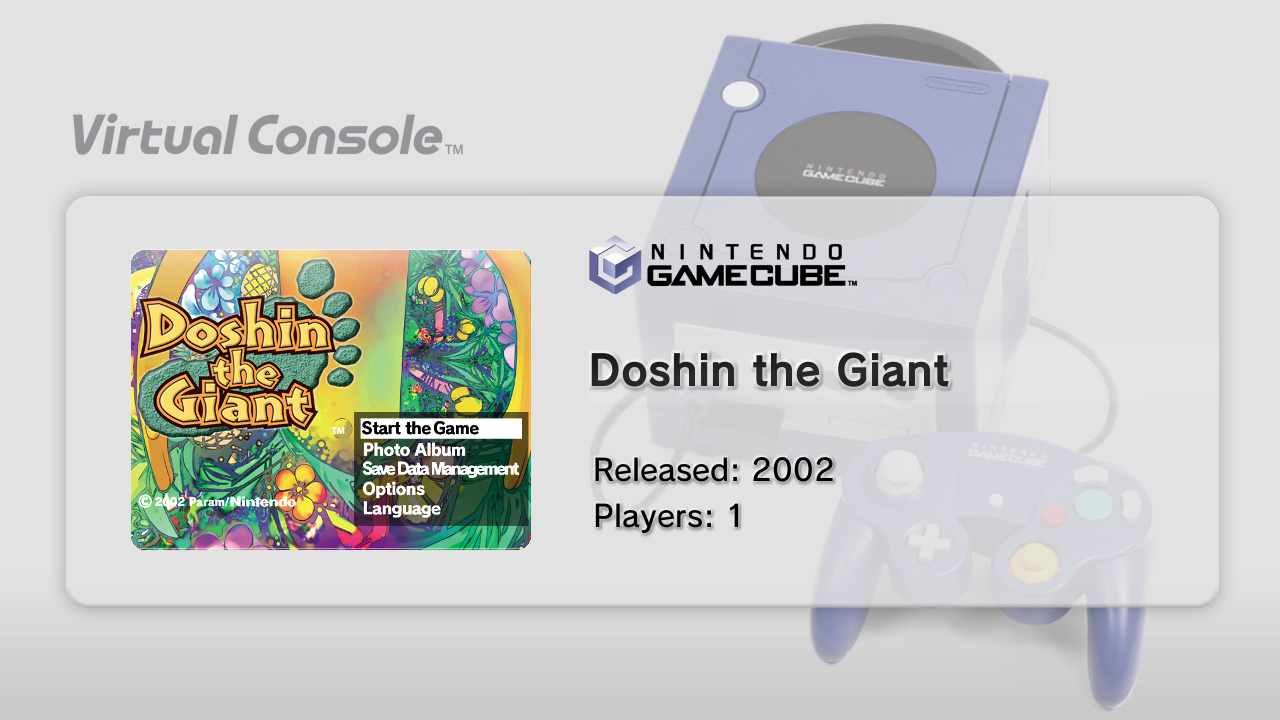 Nintendo
NINTENDO
GAMECUBE
Virtual Console™
NINTENDO
GAMECUBE™
Doshin
the
Giant
TM
Start the Game
Photo Album
Save Data Management
Options
Language
© 2002 Param/Nintendo
Doshin the Giant
Released: 2002
Players: 1
NINTENDO
GAMECUBE